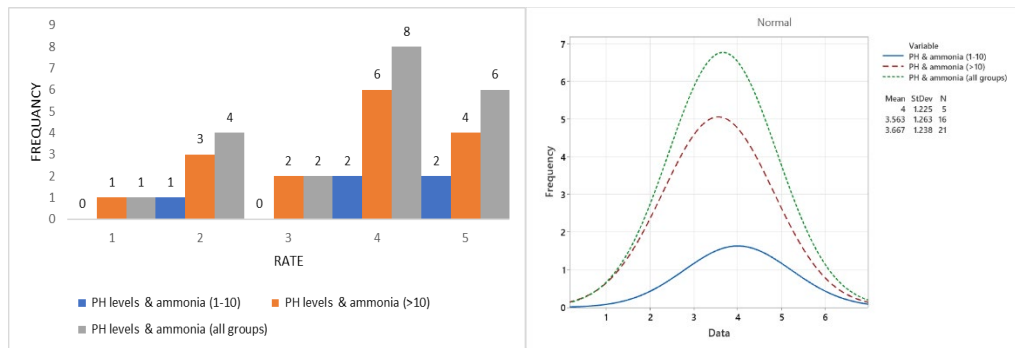 9
8
7
6
5
4
3
2
1
0
FREQUANCY
0 1 1 1 3 4 0 2 2 2 6 8 2 4 6
1 2 3 4 5
RATE
PH levels & ammonia (1-10) PH levels & ammonia (>10)
PH levels & ammonia (all groups)
Normal
7
6
5
4
3
2
1
0
Frequency
1 2 3 4 5 6
Data
Variable
PH & ammonia (1-10)
PH & ammonia (>10)
PH & ammonia (all groups)
Mean StDev N
4 1.225 5
3.563 1.263 16
3.667 1.238 21